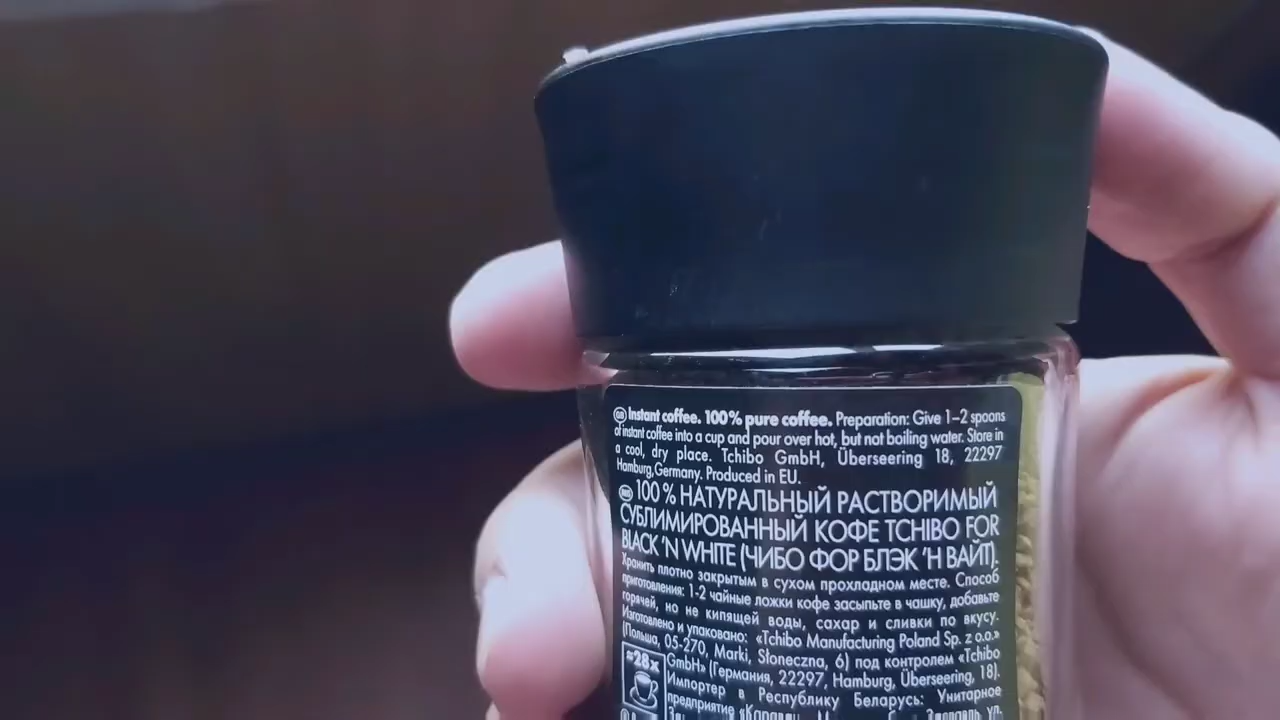 GB Instant coffee. 100% pure coffee. Preparation: Give 1–2 spoons
of instant coffee into a cup and pour over hot, but not boiling water. Store in
a cool, dry place. Tchibo GmbH, Überseering 18, 22297
Hamburg, Germany. Produced in EU.
RUS 100 % НАТУРАЛЬНЫЙ РАСТВОРИМЫЙ
СУБЛИМИРОВАННЫЙ КОФЕ TCHIBO FOR
BLACK 'N WHITE (ЧИБО ФОР БЛЭК 'Н ВАЙТ).
Хранить плотно закрытым в сухом прохладном месте. Способ
приготовления: 1-2 чайные ложки кофе засыпьте в чашку, добавьте
горячей, но не кипящей воды, сахар и сливки по вкусу.
Изготовлено и упаковано: «Tchibo Manufacturing Poland Sp. z o.o.»
(Польша, 05-270, Marki, Słoneczna, 6) под контролем «Tchibo
GmbH» (Германия, 22297, Hamburg, Überseering, 18).
≈28x
Импортер в Республику Беларусь: Унитарное
предприятие